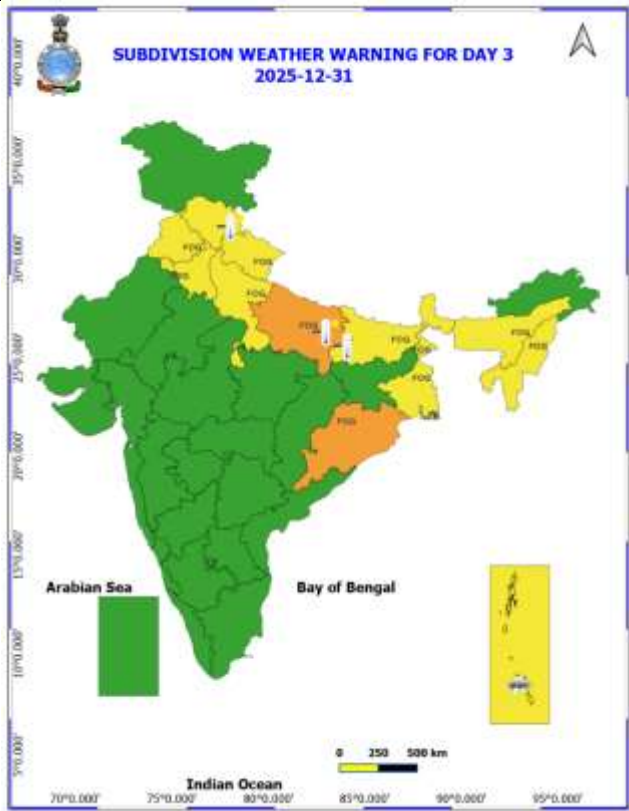 SUBDIVISION WEATHER WARNING FOR DAY 3
2025-12-31
40°0.000'
35°0.000'
30°0.000'
25°0.000'
20°0.000'
15°0.000'
10°0.000'
5°0.000'
FOG
FOG
FOG
FOG
FOG
FOG
FOG
FOG
FOG
FOG
FOG
Arabian Sea
Bay of Bengal
0 250 500 km
Indian Ocean
70°0.000' 75°0.000' 80°0.000' 85°0.000' 90°0.000' 95°0.000'